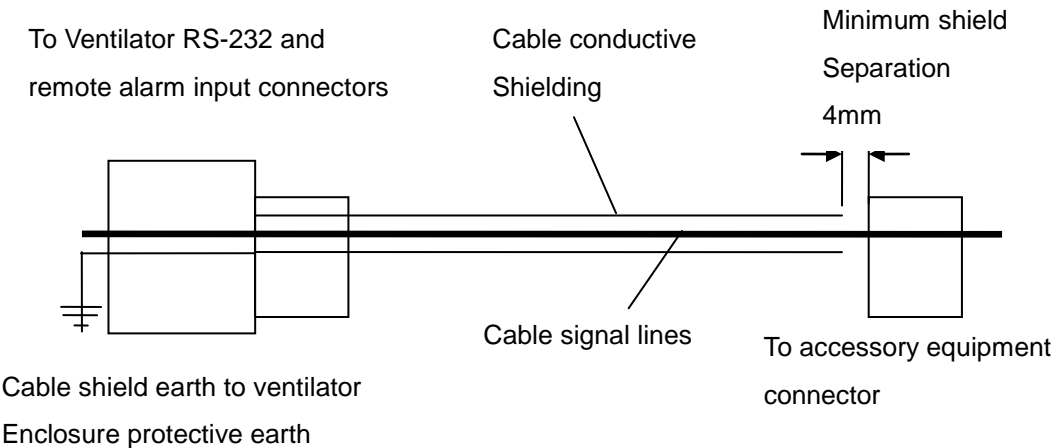 To Ventilator RS-232 and
remote alarm input connectors
Cable conductive
Shielding
Minimum shield
Separation
4mm
Cable signal lines
To accessory equipment
connector
Cable shield earth to ventilator
Enclosure protective earth